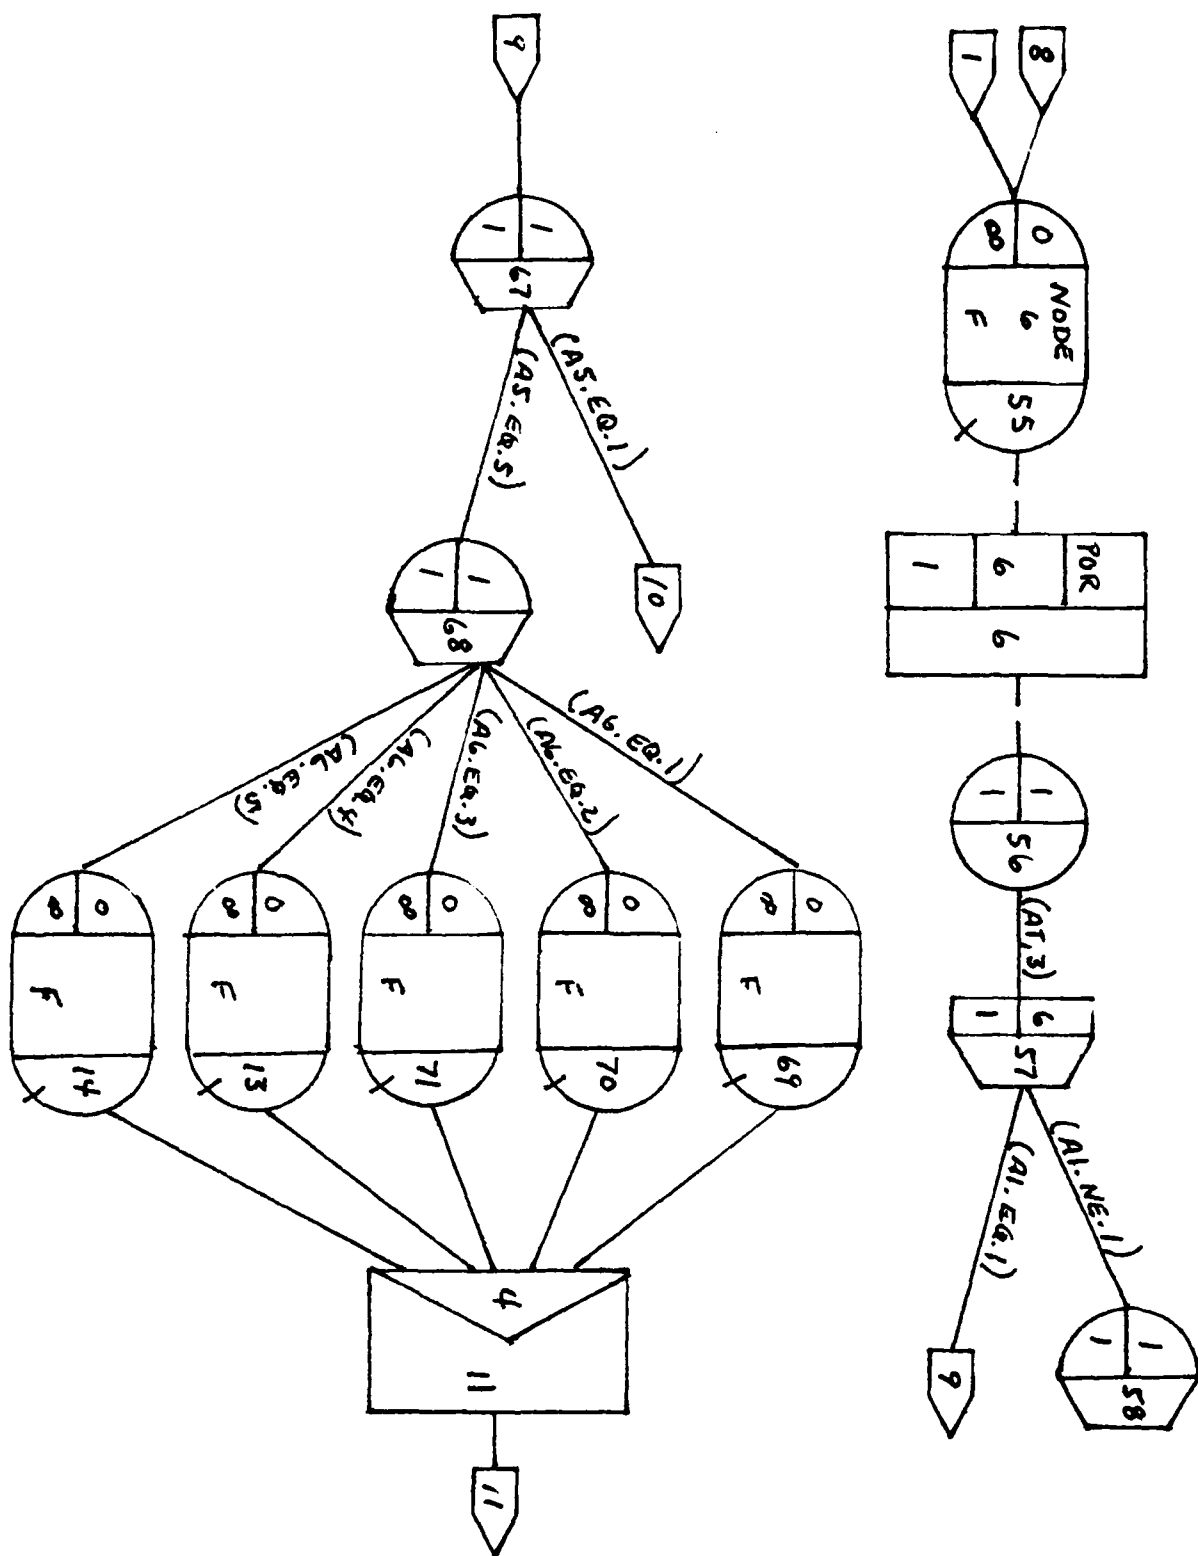 8
1
0
∞
NODE
6
F
55
POR
6
1
6
1
1
56
(AT,3)
6
1
57
(A1.NE.1)
(A1.EQ.1)
1
1
58
9
9
1
1
67
(A5.EQ.1)
(A5.EQ.5)
10
1
1
68
(A6.EQ.1)
(A6.EQ.2)
(A6.EQ.3)
(A6.EQ.4)
(A6.EQ.5)
0
∞
F
69
0
∞
F
70
0
∞
F
71
0
∞
F
13
0
∞
F
14
4
11
11